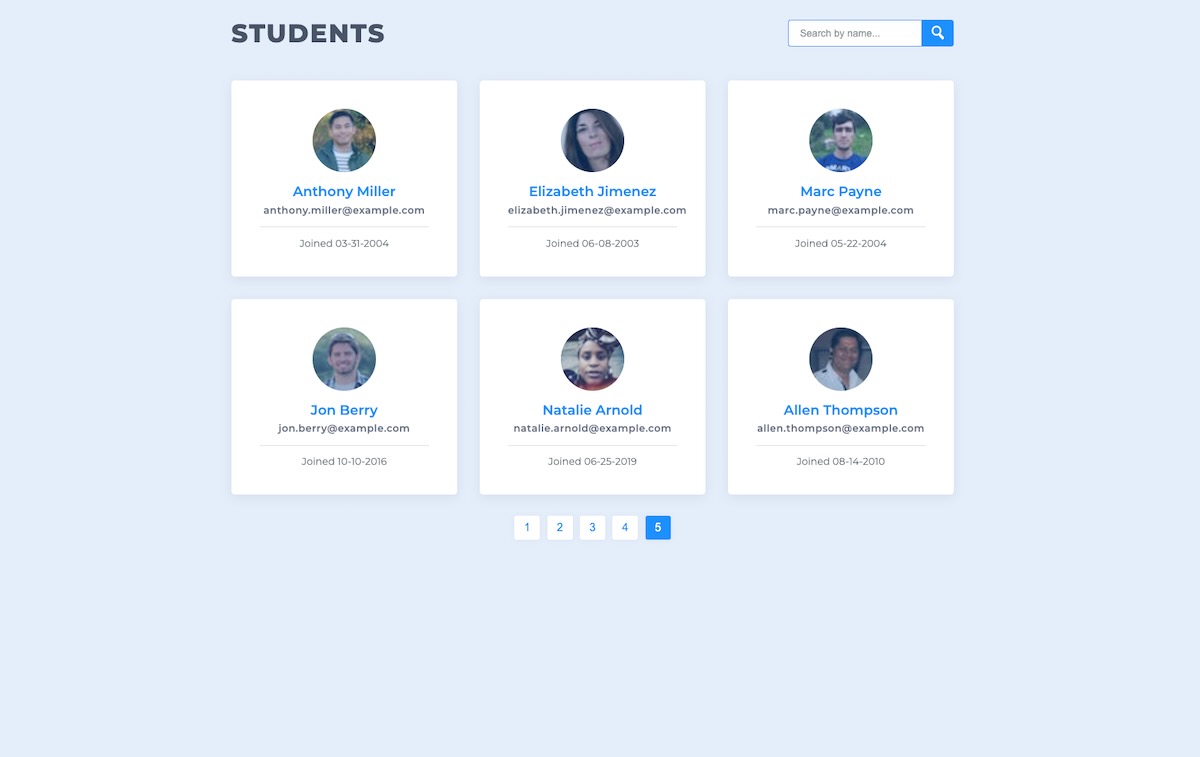 STUDENTS
Search by name...
Anthony Miller
anthony.miller@example.com
Joined 03-31-2004
Elizabeth Jimenez
elizabeth.jimenez@example.com
Joined 06-08-2003
Marc Payne
marc.payne@example.com
Joined 05-22-2004
Jon Berry
jon.berry@example.com
Joined 10-10-2016
Natalie Arnold
natalie.arnold@example.com
Joined 06-25-2019
Allen Thompson
allen.thompson@example.com
Joined 08-14-2010
1 2 3 4 5